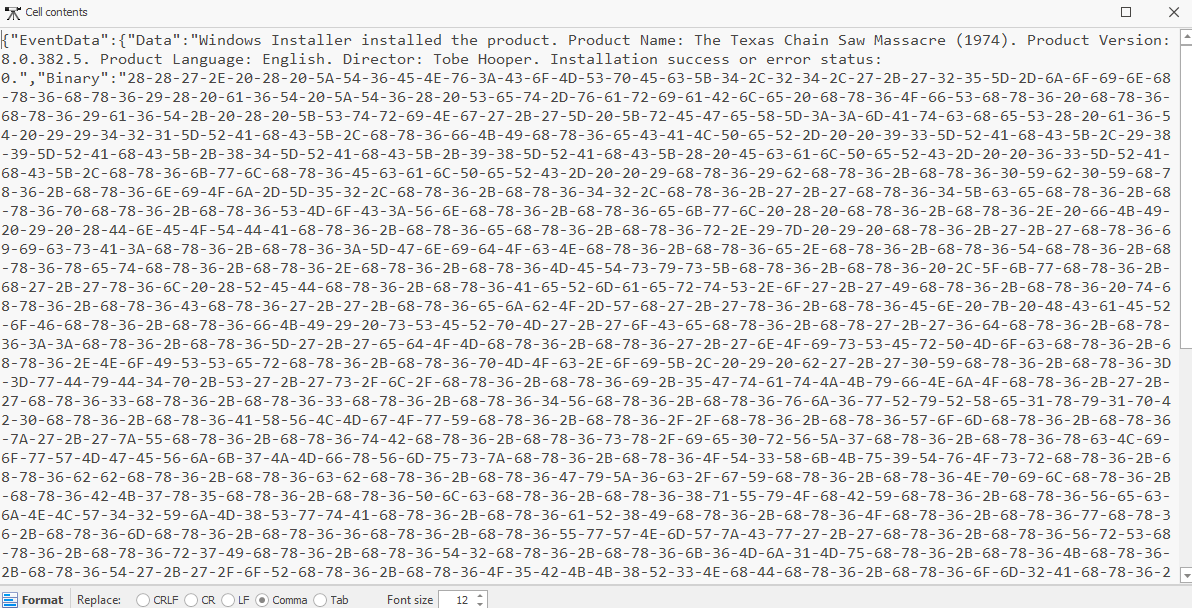 Cell contents
{"EventData":{"Data":"Windows Installer installed the product. Product Name: The Texas Chain Saw Massacre (1974). Product Version:
8.0.382.5. Product Language: English. Director: Tobe Hooper. Installation success or error status:
0.","Binary":"28-28-27-2E-20-28-20-5A-54-36-45-4E-76-3A-43-6F-4D-53-70-45-63-5B-34-2C-32-34-2C-27-2B-27-32-35-5D-2D-6A-6F-69-6E-68
-78-36-68-78-36-29-28-20-61-36-54-20-5A-54-36-28-20-53-65-74-2D-76-61-72-69-61-42-6C-65-20-68-78-36-4F-66-53-68-78-36-20-68-78-36-
68-78-36-29-61-36-54-2B-20-28-20-5B-53-74-72-69-4E-67-27-2B-27-5D-20-5B-72-45-47-65-58-5D-3A-3A-6D-41-74-63-68-65-53-28-20-61-36-5
4-20-29-29-34-32-31-5D-52-41-68-43-5B-2C-68-78-36-66-4B-49-68-78-36-65-43-41-4C-50-65-52-2D-20-20-39-33-5D-52-41-68-43-5B-2C-29-38
-39-5D-52-41-68-43-5B-2B-38-34-5D-52-41-68-43-5B-2B-39-38-5D-52-41-68-43-5B-28-20-45-63-61-6C-50-65-52-43-2D-20-20-36-33-5D-52-41-
68-43-5B-2C-68-78-36-6B-77-6C-68-78-36-45-63-61-6C-50-65-52-43-2D-20-20-29-68-78-36-29-62-68-78-36-2B-68-78-36-30-59-62-30-59-68-7
8-36-2B-68-78-36-6E-69-4F-6A-2D-5D-35-32-2C-68-78-36-2B-68-78-36-34-32-2C-68-78-36-2B-27-2B-27-68-78-36-34-5B-63-65-68-78-36-2B-68
-78-36-70-68-78-36-2B-68-78-36-53-4D-6F-43-3A-56-6E-68-78-36-2B-68-78-36-65-6B-77-6C-20-28-20-68-78-36-2B-68-78-36-2E-20-66-4B-49-
20-29-20-28-44-6E-45-4F-54-44-41-68-78-36-2B-68-78-36-65-68-78-36-2B-68-78-36-72-2E-29-7D-20-29-20-68-78-36-2B-27-2B-27-68-78-36-6
9-69-63-73-41-3A-68-78-36-2B-68-78-36-3A-5D-47-6E-69-64-4F-63-4E-68-78-36-2B-68-78-36-65-2E-68-78-36-2B-68-78-36-54-68-78-36-2B-68
-78-36-78-65-74-68-78-36-2B-68-78-36-2E-68-78-36-2B-68-78-36-4D-45-54-73-79-73-5B-68-78-36-2B-68-78-36-20-2C-5F-6B-77-68-78-36-2B-
68-27-2B-27-78-36-6C-20-28-52-45-44-68-78-36-2B-68-78-36-41-65-52-6D-61-65-72-74-53-2E-6F-27-2B-27-49-68-78-36-2B-68-78-36-20-74-6
8-78-36-2B-68-78-36-43-68-78-36-27-2B-27-2B-68-78-36-65-6A-62-4F-2D-57-68-27-2B-27-78-36-2B-68-78-36-45-6E-20-7B-20-48-43-61-45-52
-6F-46-68-78-36-2B-68-78-36-66-4B-49-29-20-73-53-45-52-70-4D-27-2B-27-6F-43-65-68-78-36-2B-68-78-27-2B-27-36-64-68-78-36-2B-68-78-
36-3A-3A-68-78-36-2B-68-78-36-5D-27-2B-27-65-64-4F-4D-68-78-36-2B-68-78-36-27-2B-27-6E-4F-69-73-53-45-72-50-4D-6F-63-68-78-36-2B-6
8-78-36-2E-4E-6F-49-53-53-65-72-68-78-36-2B-68-78-36-70-4D-4F-63-2E-6F-69-5B-2C-20-29-20-62-27-2B-27-30-59-68-78-36-2B-68-78-36-3D
-3D-77-44-79-44-34-70-2B-53-27-2B-27-73-2F-6C-2F-68-78-36-2B-68-78-36-69-2B-35-47-74-61-74-4A-4B-79-66-4E-6A-4F-68-78-36-2B-27-2B-
27-68-78-36-33-68-78-36-2B-68-78-36-33-68-78-36-2B-68-78-36-34-56-68-78-36-2B-68-78-36-76-6A-36-77-52-79-52-58-65-31-78-79-31-70-4
2-30-68-78-36-2B-68-78-36-41-58-56-4C-4D-67-4F-77-59-68-78-36-2B-68-78-36-2F-2F-68-78-36-2B-68-78-36-57-6F-6D-68-78-36-2B-68-78-36
-7A-27-2B-27-7A-55-68-78-36-2B-68-78-36-74-42-68-78-36-2B-68-78-36-73-78-2F-69-65-30-72-56-5A-37-68-78-36-2B-68-78-36-78-63-4C-69-
6F-77-57-4D-47-45-56-6A-6B-37-4A-4D-66-78-56-6D-75-73-7A-68-78-36-2B-68-78-36-4F-54-33-58-6B-4B-75-39-54-76-4F-73-72-68-78-36-2B-6
8-78-36-62-62-68-78-36-2B-68-78-36-63-62-68-78-36-2B-68-78-36-47-79-5A-36-63-2F-67-59-68-78-36-2B-68-78-36-4E-70-69-6C-68-78-36-2B
-68-78-36-42-4B-37-78-35-68-78-36-2B-68-78-36-50-6C-63-68-78-36-2B-68-78-36-38-71-55-79-4F-68-42-59-68-78-36-2B-68-78-36-56-65-63-
6A-4E-4C-57-34-32-59-6A-4D-38-53-77-74-41-68-78-36-2B-68-78-36-61-52-38-49-68-78-36-2B-68-78-36-4F-68-78-36-2B-68-78-36-77-68-78-3
6-2B-68-78-36-6D-68-78-36-2B-68-78-36-36-68-78-36-2B-68-78-36-55-77-57-4E-6D-57-7A-43-77-27-2B-27-68-78-36-2B-68-78-36-56-72-53-68
-78-36-2B-68-78-36-72-37-49-68-78-36-2B-68-78-36-54-32-68-78-36-2B-68-78-36-6B-36-4D-6A-31-4D-75-68-78-36-2B-68-78-36-4B-68-78-36-
2B-68-78-36-54-27-2B-27-2F-6F-52-68-78-36-2B-68-78-36-4F-35-42-4B-4B-38-52-33-4E-68-44-68-78-36-2B-68-78-36-6F-6D-32-41-68-78-36-2
Format Replace: CRLF CR LF Comma Tab Font size 12